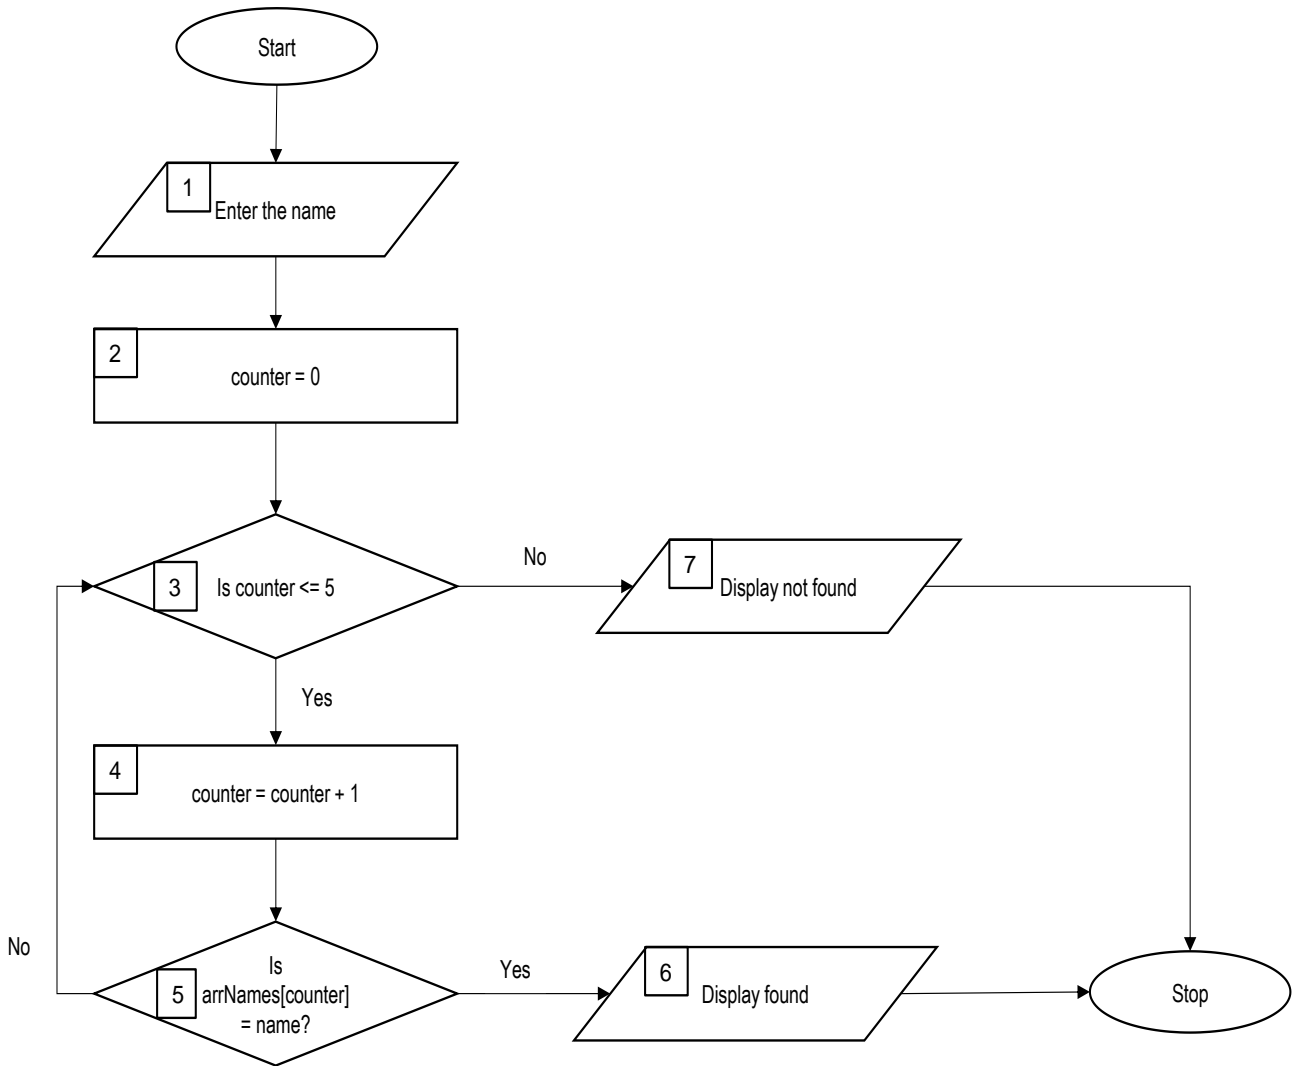 Start
1
Enter the name
2
counter = 0
3
Is counter <= 5
No
7
Display not found
Yes
4
counter = counter + 1
No
5
Is
arrNames[counter]
= name?
Yes
6
Display found
Stop